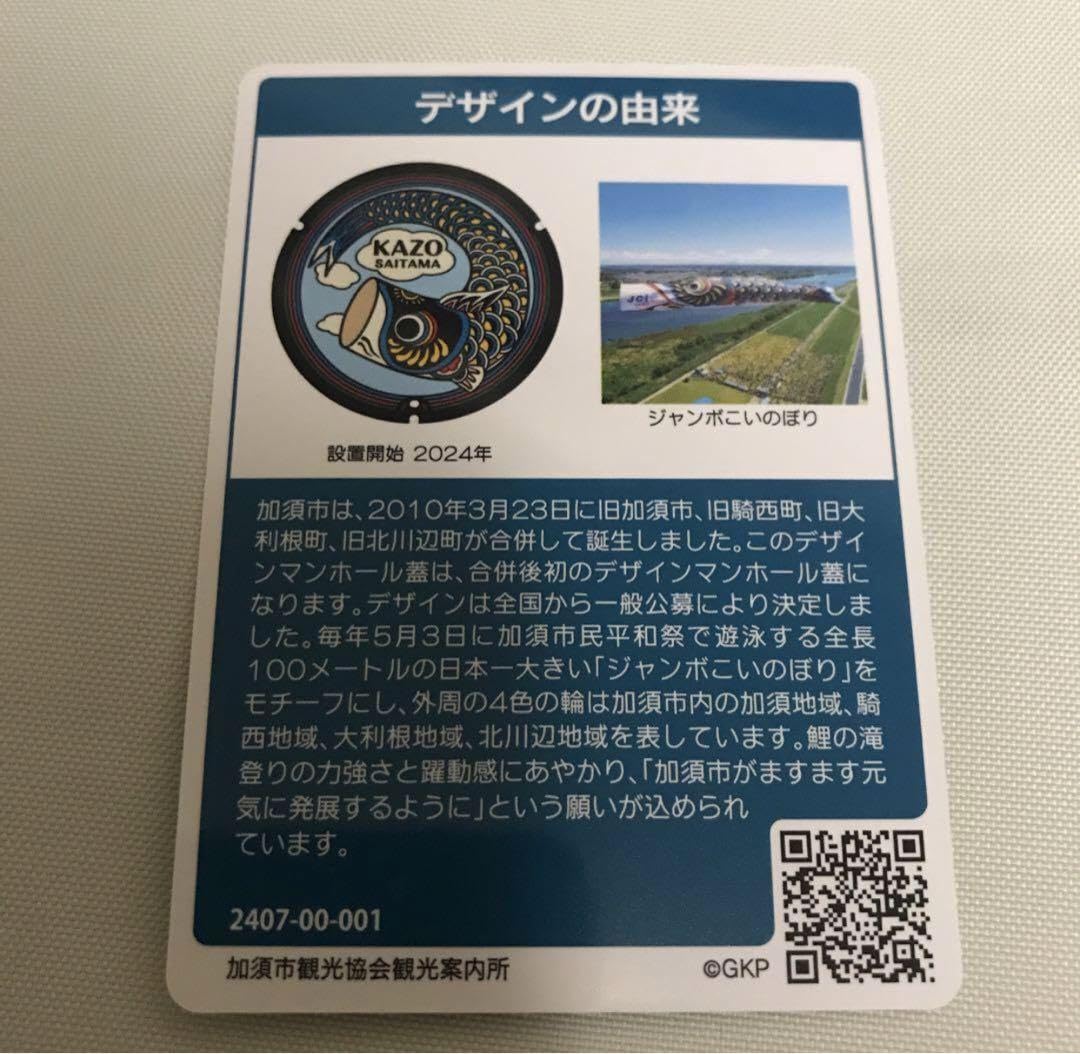 デザインの由来
KAZO
SAITAMA
JCI
ジャンボこいのぼり
設置開始 2024年
加須市は、2010年3月23日に旧加須市、旧騎西町、旧大
利根町、旧北川辺町が合併して誕生しました。このデザイ
ンマンホール蓋は、合併後初のデザインマンホール蓋に
なります。デザインは全国から一般公募により決定しま
した。毎年5月3日に加須市民平和祭で遊泳する全長
100メートルの日本一大きい「ジャンボこいのぼり」を
モチーフにし、外周の4色の輪は加須市内の加須地域、騎
西地域、大利根地域、北川辺地域を表しています。鯉の滝
登りの力強さと躍動感にあやかり、「加須市がますます元
気に発展するように」という願いが込められ
ています。
2407-00-001
加須市観光協会観光案内所
©GKP